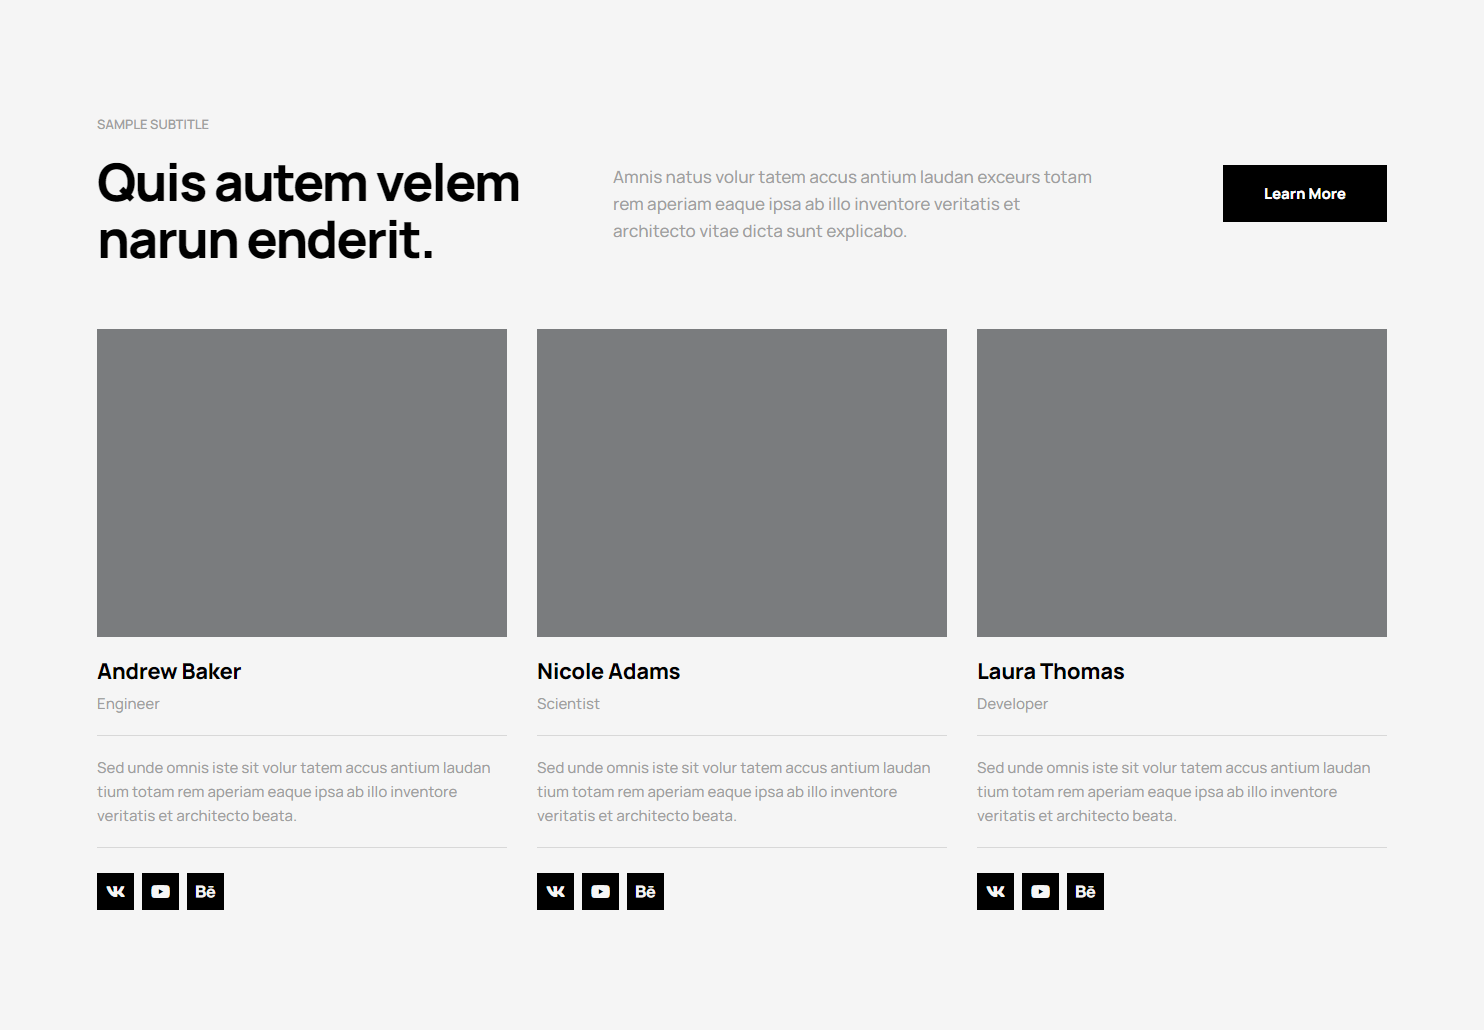 SAMPLE SUBTITLE
Quis autem velem
narun enderit.
Amnis natus volur tatem accus antium laudan exceurs totam
rem aperiam eaque ipsa ab illo inventore veritatis et
architecto vitae dicta sunt explicabo.
Learn More
Andrew Baker
Engineer
Sed unde omnis iste sit volur tatem accus antium laudan
tium totam rem aperiam eaque ipsa ab illo inventore
veritatis et architecto beata.
Bē
Nicole Adams
Scientist
Sed unde omnis iste sit volur tatem accus antium laudan
tium totam rem aperiam eaque ipsa ab illo inventore
veritatis et architecto beata.
Bē
Laura Thomas
Developer
Sed unde omnis iste sit volur tatem accus antium laudan
tium totam rem aperiam eaque ipsa ab illo inventore
veritatis et architecto beata.
Bē